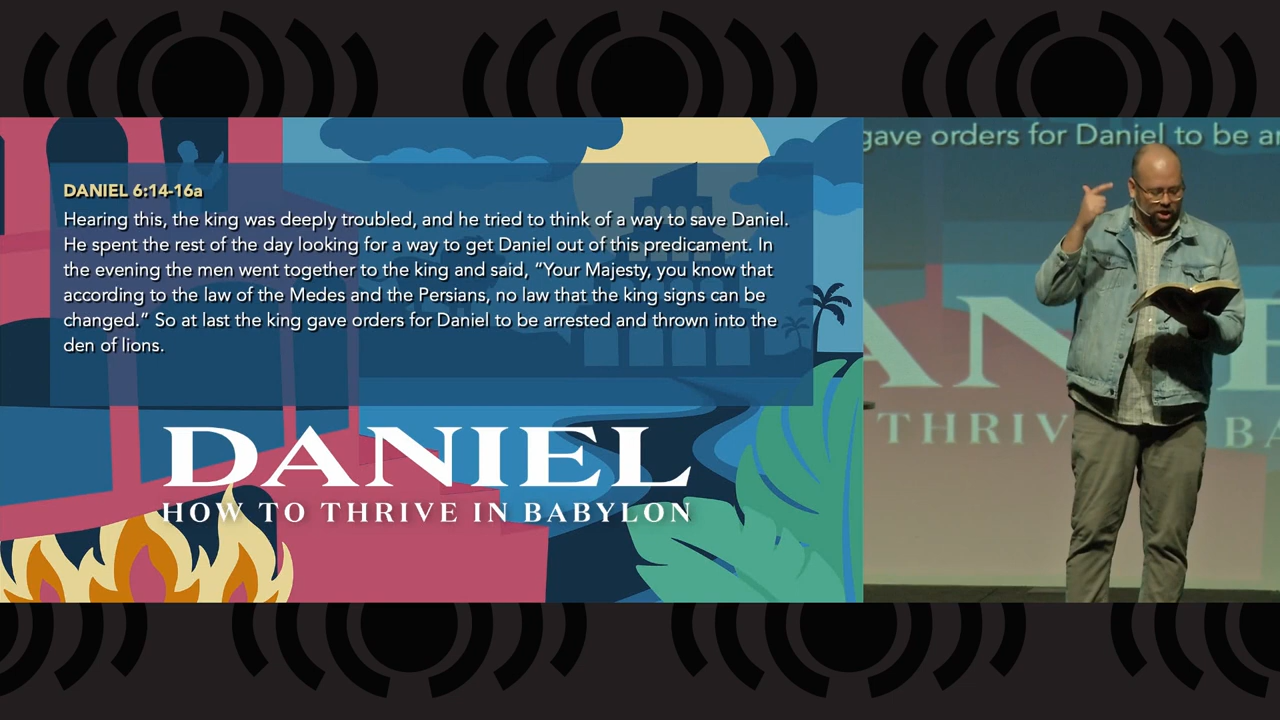 DANIEL 6:14-16a
Hearing this, the king was deeply troubled, and he tried to think of a way to save Daniel.
He spent the rest of the day looking for a way to get Daniel out of this predicament. In
the evening the men went together to the king and said, “Your Majesty, you know that
according to the law of the Medes and the Persians, no law that the king signs can be
changed.” So at last the king gave orders for Daniel to be arrested and thrown into the
den of lions.
DANIEL
HOW TO THRIVE IN BABYLON
gave orders for Daniel to be ar
AN E
THRIV BA